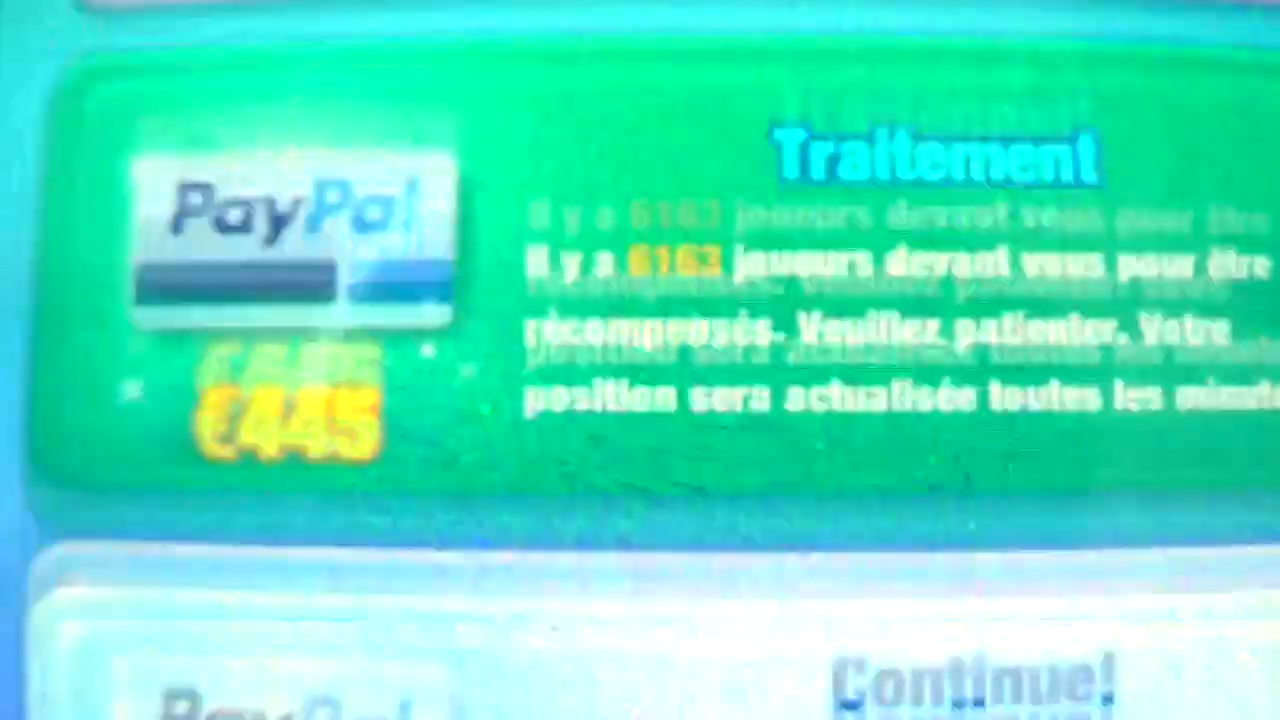 Traitement
PayPal
Il y a 6163 joueurs devant vous pour être
récompensés. Veuillez patienter. Votre
€445
position sera actualisée toutes les
Continue!
PayPal